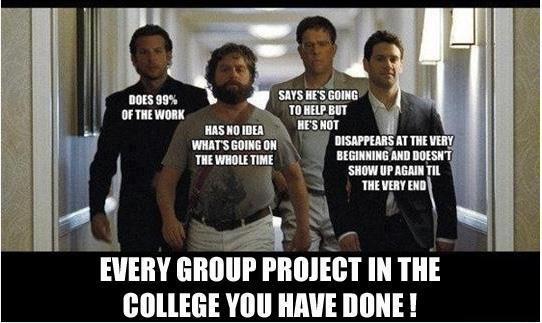 DOES 99%
OF THE WORK
HAS NO IDEA
WHAT'S GOING ON
THE WHOLE TIME
SAYS HE'S GOING
TO HELP BUT
HE'S NOT
DISAPPEARS AT THE VERY
BEGINNING AND DOESN'T
SHOW UP AGAIN TIL
THE VERY END
EVERY GROUP PROJECT IN THE
COLLEGE YOU HAVE DONE !